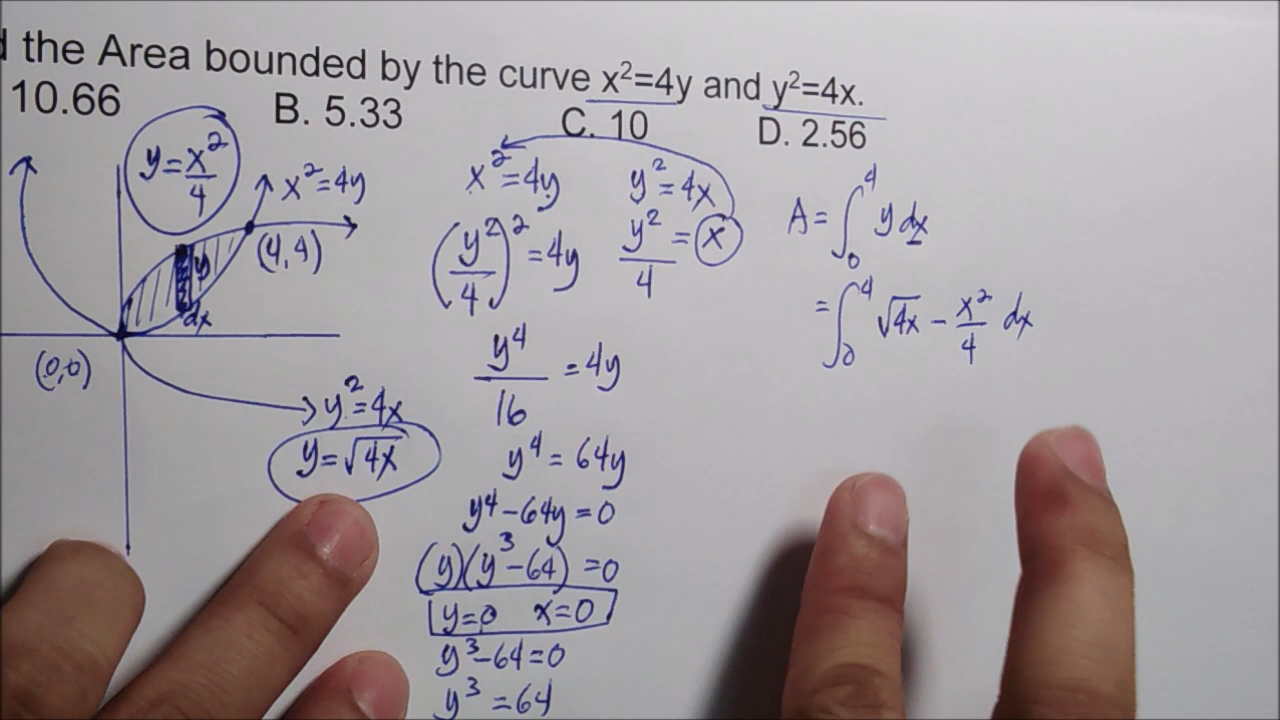 the Area bounded by the curve x²=4y and y²=4x.
10.66 B. 5.33 C. 10 D. 2.56
y=x²/4
x²=4y
(4,4)
y
dx
(0,0)
y²=4x
y=√4x
x²=4y
(y²/4)²=4y
y⁴/16=4y
y⁴=64y
y⁴-64y=0
(y)(y³-64)=0
y=0 x=0
y³-64=0
y³=64
y²=4x
y²/4=x
A=∫₀⁴ y dx
=∫₀⁴ √4x - x²/4 dx